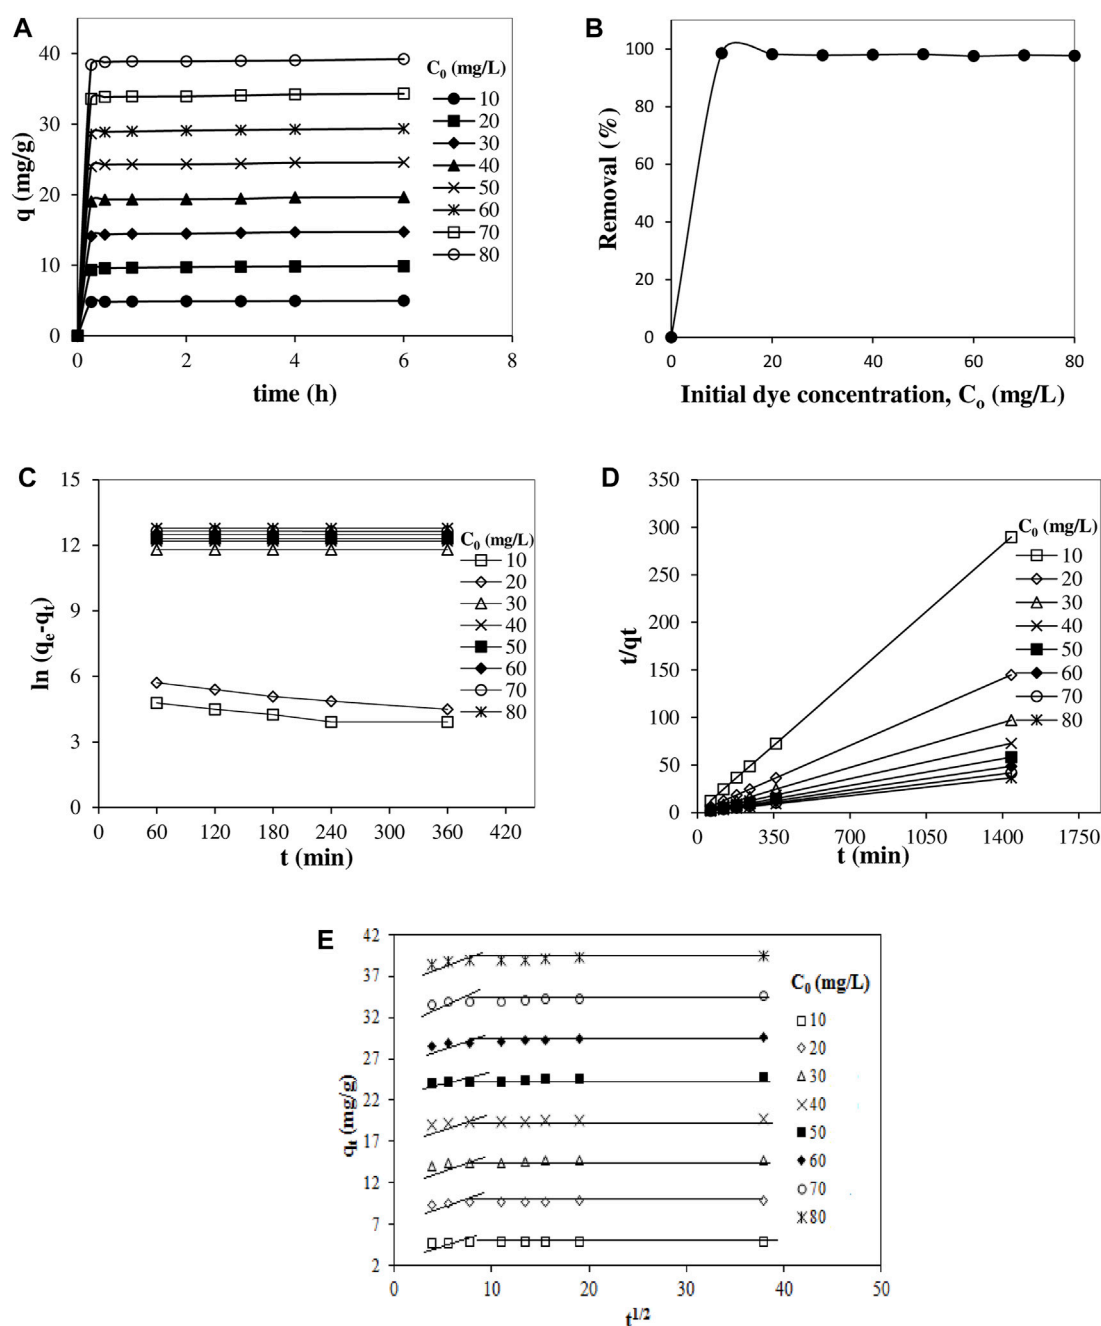 A
q (mg/g)
40
30
20
10
0
0 2 4 6 8
time (h)
C0 (mg/L)
10
20
30
40
50
60
70
80
B
Removal (%)
100
80
60
40
20
0
0 20 40 60 80
Initial dye concentration, Co (mg/L)
C
ln (qe-qt)
15
12
9
6
3
0
0 60 120 180 240 300 360 420
t (min)
C0 (mg/L)
10
20
30
40
50
60
70
80
D
t/qt
350
300
250
200
150
100
50
0
0 350 700 1050 1400 1750
t (min)
C0 (mg/L)
10
20
30
40
50
60
70
80
E
qt (mg/g)
42
37
32
27
22
17
12
7
2
0 10 20 30 40 50
t1/2
C0 (mg/L)
10
20
30
40
50
60
70
80